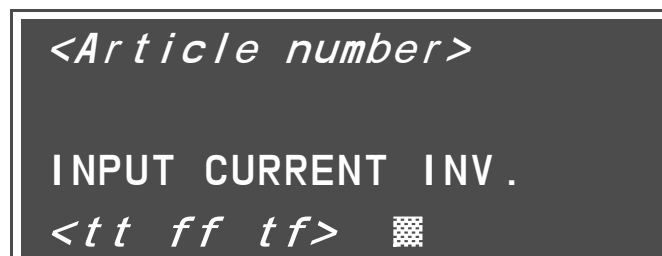 <Article number>
INPUT CURRENT INV.
<tt ff tf>